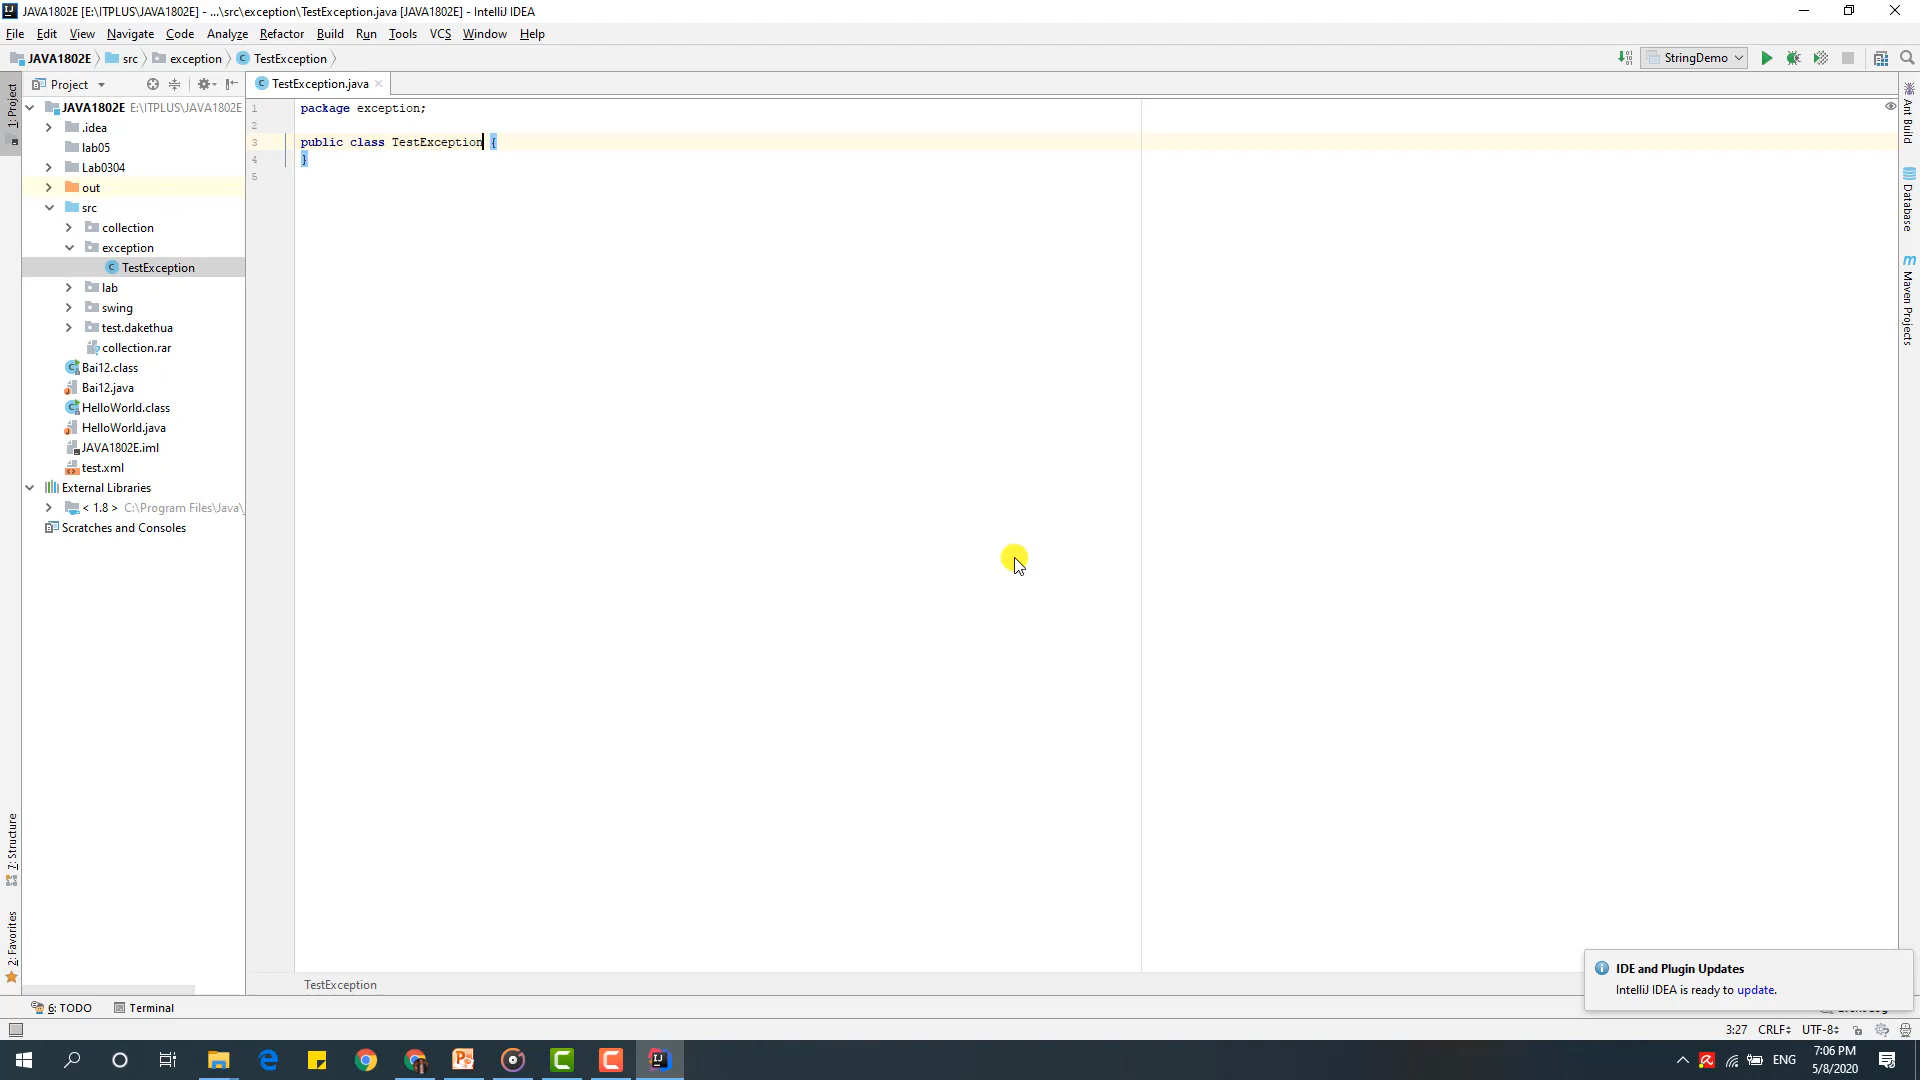 JAVA1802E [E:\ITPLUS\JAVA1802E] - ...\src\exception\TestException.java [JAVA1802E] - IntelliJ IDEA
File Edit View Navigate Code Analyze Refactor Build Run Tools VCS Window Help
JAVA1802E src exception TestException StringDemo
Project TestException.java
1: Project
JAVA1802E E:\ITPLUS\JAVA1802E
.idea
lab05
Lab0304
out
src
collection
exception
TestException
lab
swing
test.dakethua
collection.rar
Bai12.class
Bai12.java
HelloWorld.class
HelloWorld.java
JAVA1802E.iml
test.xml
External Libraries
< 1.8 > C:\Program Files\Java\
Scratches and Consoles
7: Structure
2: Favorites
1 package exception;
2
3 public class TestException {
4 }
5
Ant Build
Database
Maven Projects
TestException
IDE and Plugin Updates
IntelliJ IDEA is ready to update.
6: TODO Terminal
3:27 CRLF UTF-8
ENG 7:06 PM
5/8/2020